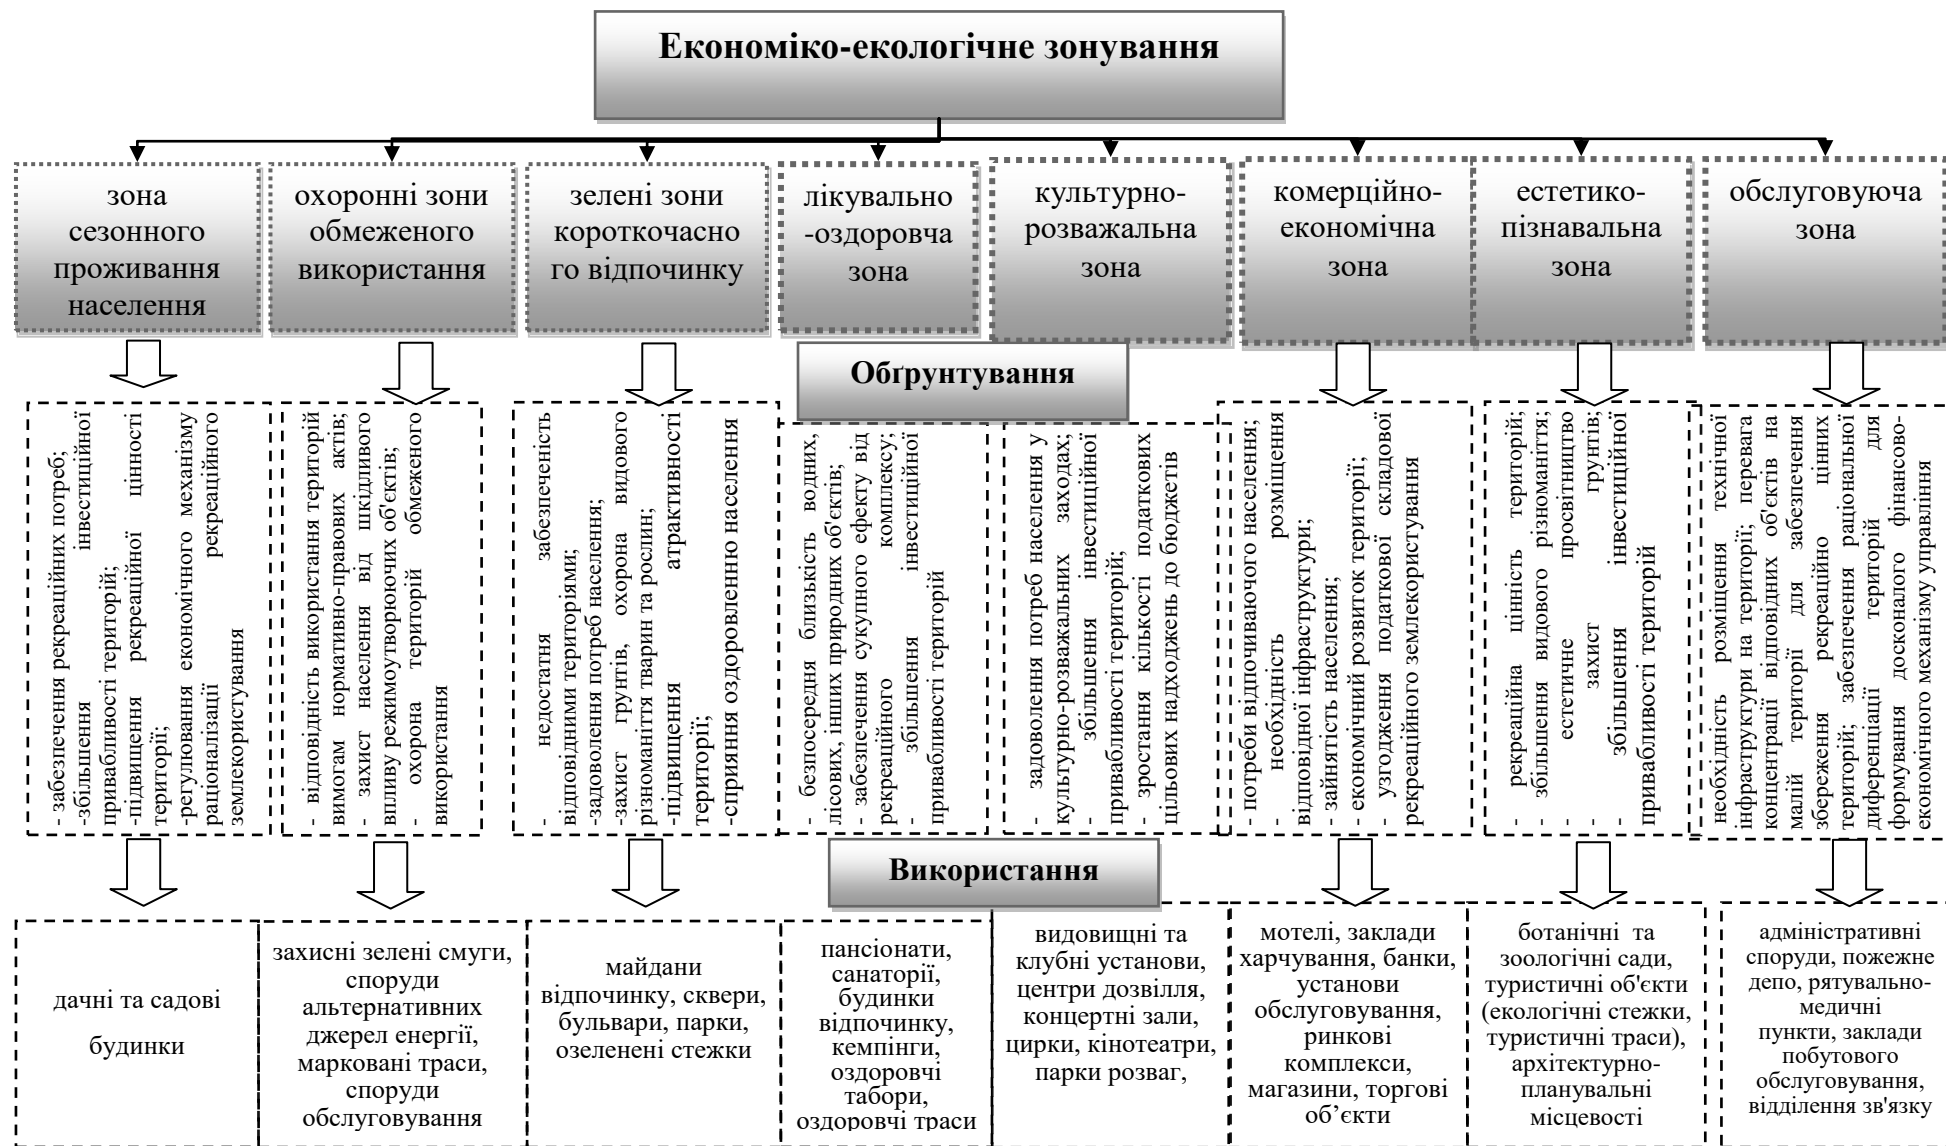 Економіко-екологічне зонування
зона
сезонного
проживання
населення
охоронні зони
обмеженого
використання
зелені зони
короткочасно
го відпочинку
лікувально
-оздоровча
зона
культурно-
розважальна
зона
комерційно-
економічна
зона
естетико-
пізнавальна
зона
обслуговуюча
зона
Обґрунтування
- забезпечення рекреаційних потреб;
-збільшення інвестиційної
привабливості територій;
-підвищення рекреаційної цінності
території;
-регулювання економічного механізму
раціоналізації рекреаційного
землекористування
- відповідність використання територій
вимогам нормативно-правових актів;
- захист населення від шкідливого
впливу режимоутворюючих об'єктів;
- охорона територій обмеженого
використання
- недостатня забезпеченість
відповідними територіями;
-задоволення потреб населення;
-захист грунтів, охорона видового
різноманіття тварин та рослин;
-підвищення атрактивності
території;
-сприяння оздоровленню населення
- безпосередня близькість водних,
лісових, інших природних об'єктів;
- забезпечення сукупного ефекту від
рекреаційного комплексу;
- збільшення інвестиційної
привабливості територій
- задоволення потреб населення у
культурно-розважальних заходах;
- збільшення інвестиційної
привабливості територій;
- зростання кількості податкових
цільових надходжень до бюджетів
- потреби відпочиваючого населення;
- необхідність розміщення
відповідної інфраструктури;
- зайнятість населення;
- економічний розвиток території;
- узгодження податкової складової
рекреаційного землекористування
- рекреаційна цінність територій;
- збільшення видового різноманіття;
- естетичне просвітництво
- захист грунтів;
- збільшення інвестиційної
привабливості територій
необхідність розміщення технічної
інфраструктури на території; перевага
концентрації відповідних об'єктів на
малій території для забезпечення
збереження рекреаційно цінних
територій; забезпечення раціональної
диференціації територій для
формування досконалого фінансово-
економічного механізму управління
Використання
дачні та садові
будинки
захисні зелені смуги,
споруди
альтернативних
джерел енергії,
марковані траси,
споруди
обслуговування
майдани
відпочинку, сквери,
бульвари, парки,
озеленені стежки
пансіонати,
санаторії,
будинки
відпочинку,
кемпінги,
оздоровчі
табори,
оздоровчі траси
видовищні та
клубні установи,
центри дозвілля,
концертні зали,
цирки, кінотеатри,
парки розваг,
мотелі, заклади
харчування, банки,
установи
обслуговування,
ринкові
комплекси,
магазини, торгові
об’єкти
ботанічні та
зоологічні сади,
туристичні об'єкти
(екологічні стежки,
туристичні траси),
архітектурно-
планувальні
місцевості
адміністративні
споруди, пожежне
депо, рятувально-
медичні
пункти, заклади
побутового
обслуговування,
відділення зв'язку